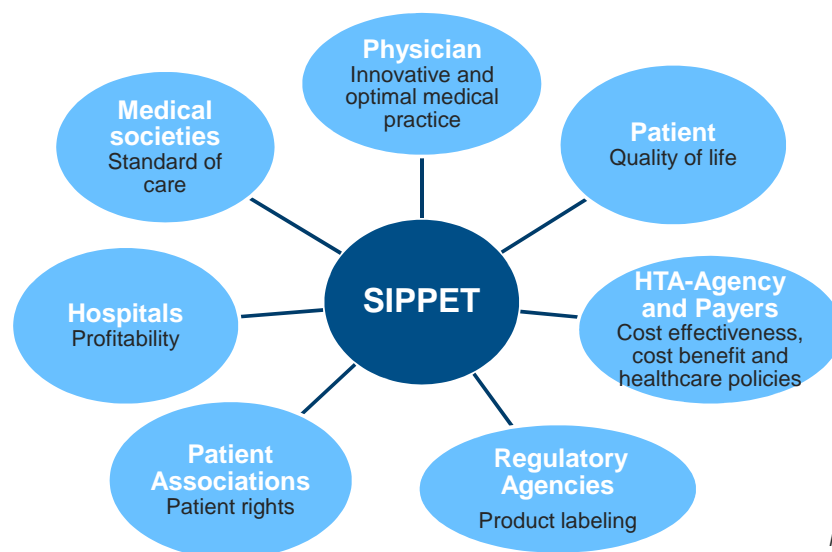 Physician
Innovative and
optimal medical
practice
Medical
societies
Standard of
care
Patient
Quality of life
SIPPET
HTA-Agency
and Payers
Cost effectiveness,
cost benefit and
healthcare policies
Hospitals
Profitability
Patient
Associations
Patient rights
Regulatory
Agencies
Product labeling